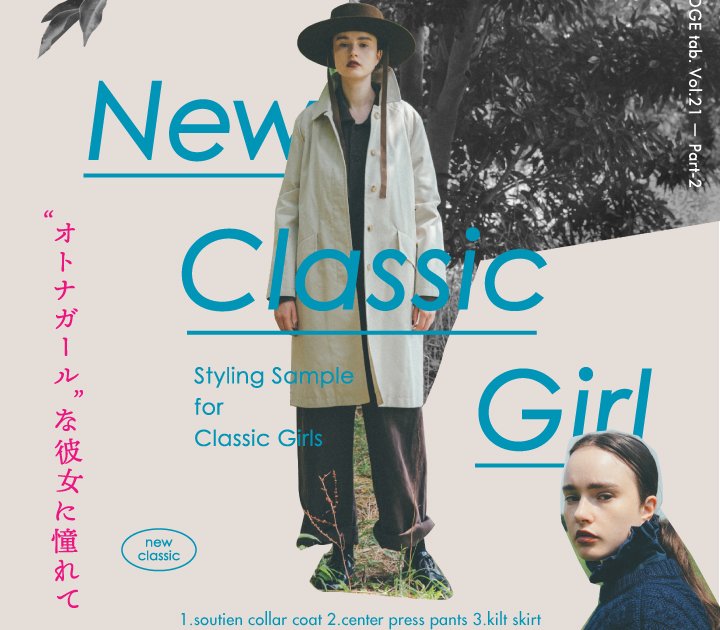 OGE tab. Vol.21 — Part-2
New
Classic
Girl
“オトナガール”な彼女に憧れて
Styling Sample
for
Classic Girls
new
classic
1.soutien collar coat 2.center press pants 3.kilt skirt